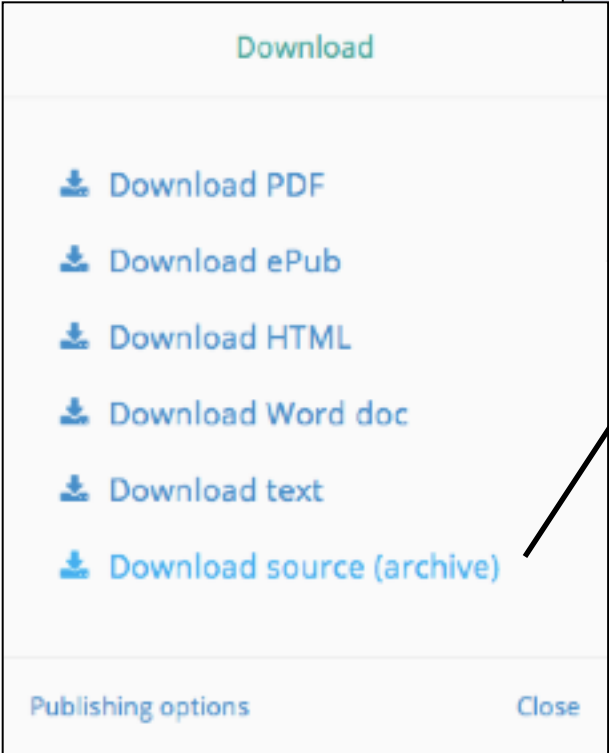 Download
Download PDF
Download ePub
Download HTML
Download Word doc
Download text
Download source (archive)
Publishing options Close